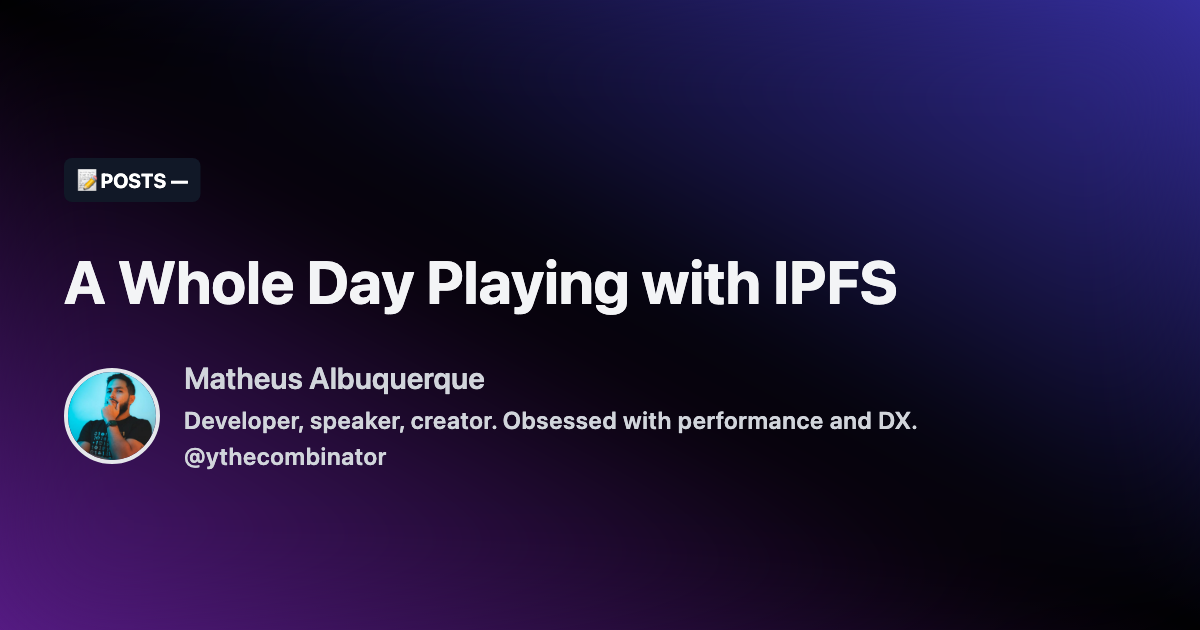 📝POSTS —
A Whole Day Playing with IPFS
Matheus Albuquerque
Developer, speaker, creator. Obsessed with performance and DX.
@ythecombinator